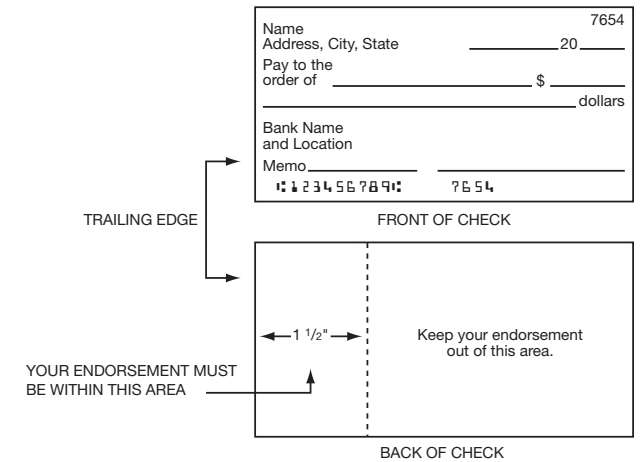 7654
Name
Address, City, State 20
Pay to the
order of $
dollars
Bank Name
and Location
Memo
⑆123456789⑆ 7654
TRAILING EDGE
FRONT OF CHECK
1 1/2"
Keep your endorsement
out of this area.
YOUR ENDORSEMENT MUST
BE WITHIN THIS AREA
BACK OF CHECK